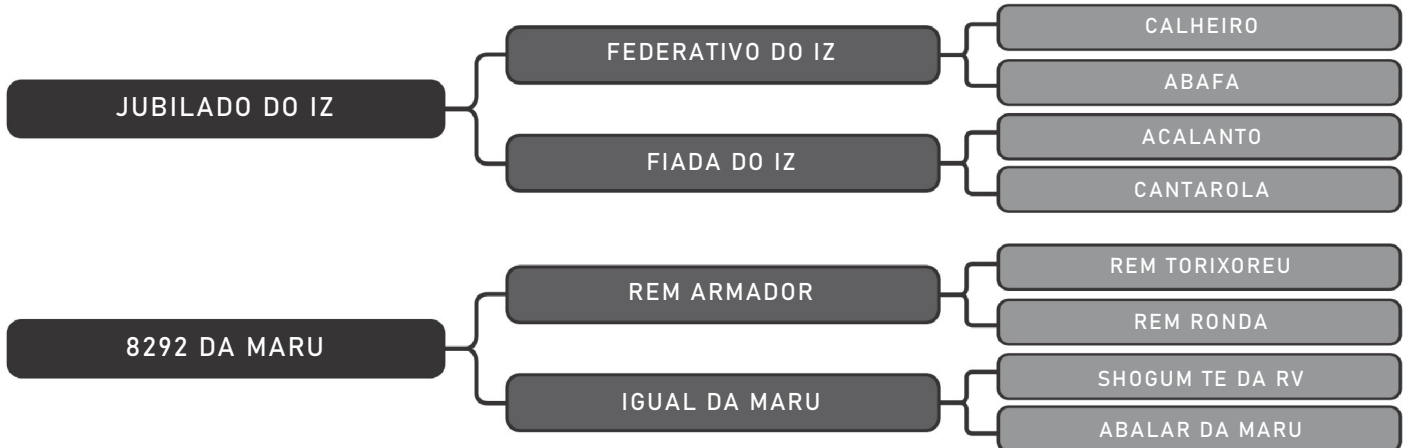 JUBILADO DO IZ
FEDERATIVO DO IZ
CALHEIRO
ABAFA
FIADA DO IZ
ACALANTO
CANTAROLA
8292 DA MARU
REM ARMADOR
REM TORIXOREU
REM RONDA
IGUAL DA MARU
SHOGUM TE DA RV
ABALAR DA MARU